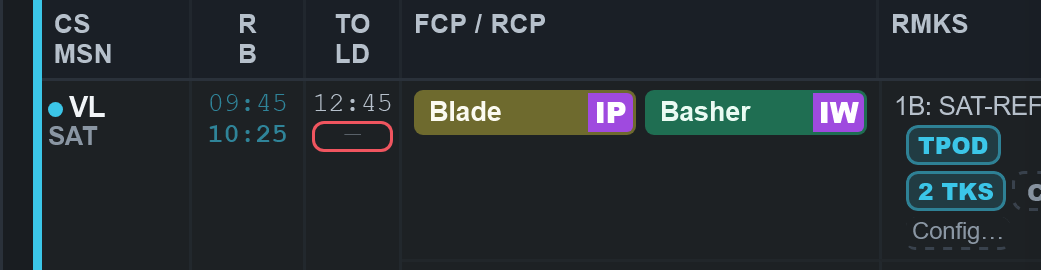 CS R TO FCP / RCP RMKS
MSN B LD
VL 09:45 12:45 Blade IP Basher IW 1B: SAT-REF
SAT 10:25 —
TPOD
2 TKS
Config…